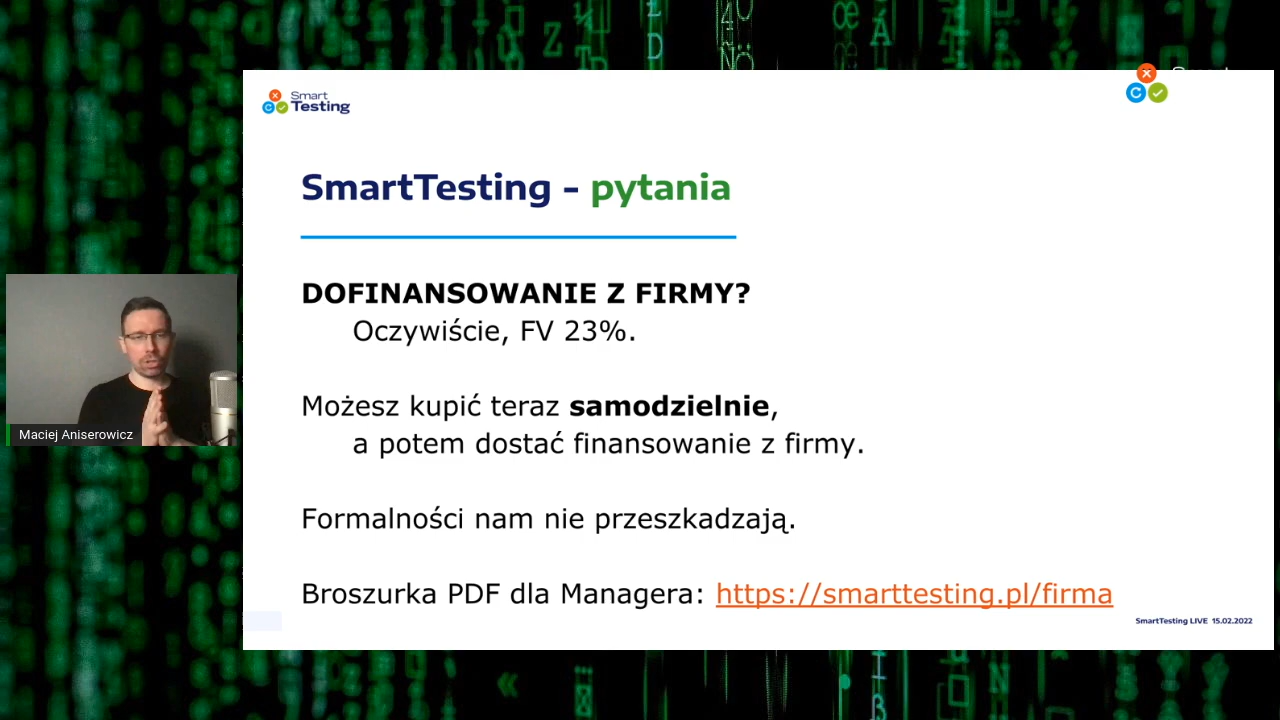 Smart
Testing
SmartTesting - pytania
DOFINANSOWANIE Z FIRMY?
Oczywiście, FV 23%.
Możesz kupić teraz samodzielnie,
a potem dostać finansowanie z firmy.
Formalności nam nie przeszkadzają.
Broszurka PDF dla Managera: https://smarttesting.pl/firma
SmartTesting LIVE 15.02.2022
Maciej Aniserowicz